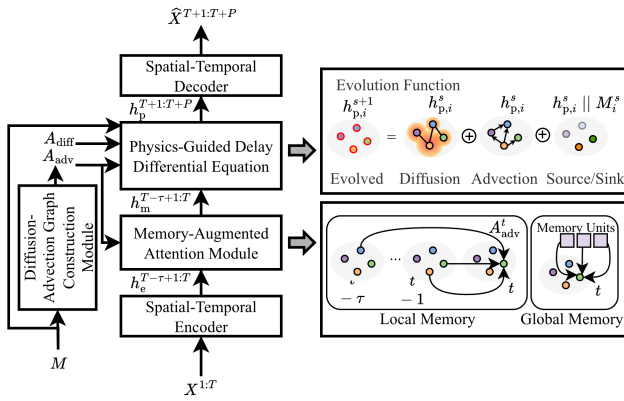 X̂^{T+1:T+P}
Spatial-Temporal
Decoder
h_p^{T+1:T+P}
A_diff
A_adv
Physics-Guided Delay
Differential Equation
h_m^{T−τ+1:T}
Diffusion-
Advection Graph
Construction
Module
Memory-Augmented
Attention Module
h_e^{T−τ+1:T}
Spatial-Temporal
Encoder
M
X^{1:T}
Evolution Function
h_{p,i}^{s+1} = h_{p,i}^s ⊕ h_{p,i}^s ⊕ h_{p,i}^s || M_i^s
Evolved Diffusion Advection Source/Sink
A_adv^t
...
t
− τ
t
− 1
t
Local Memory
Memory Units
t
Global Memory